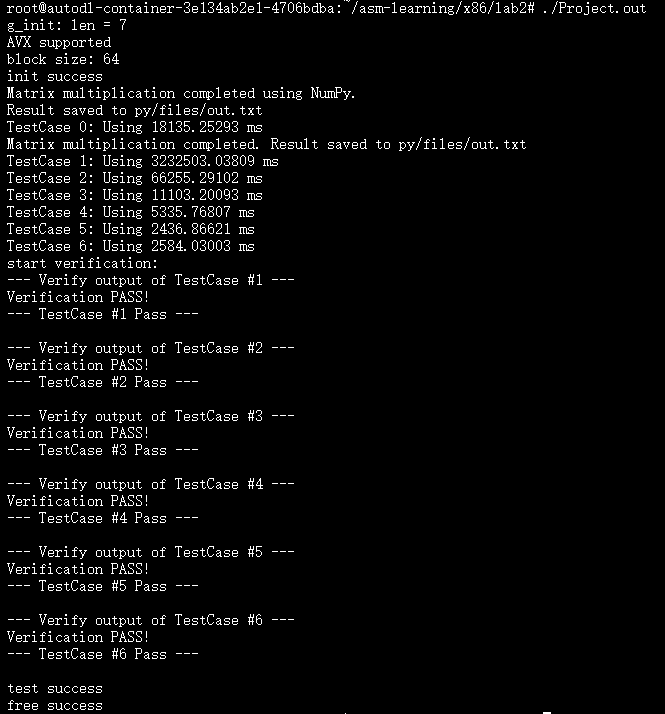 root@autodl-container-3e134ab2e1-4706bdba:~/asm-learning/x86/lab2# ./Project.out
g_init: len = 7
AVX supported
block size: 64
init success
Matrix multiplication completed using NumPy.
Result saved to py/files/out.txt
TestCase 0: Using 18135.25293 ms
Matrix multiplication completed. Result saved to py/files/out.txt
TestCase 1: Using 3232503.03809 ms
TestCase 2: Using 66255.29102 ms
TestCase 3: Using 11103.20093 ms
TestCase 4: Using 5335.76807 ms
TestCase 5: Using 2436.86621 ms
TestCase 6: Using 2584.03003 ms
start verification:
--- Verify output of TestCase #1 ---
Verification PASS!
--- TestCase #1 Pass ---
--- Verify output of TestCase #2 ---
Verification PASS!
--- TestCase #2 Pass ---
--- Verify output of TestCase #3 ---
Verification PASS!
--- TestCase #3 Pass ---
--- Verify output of TestCase #4 ---
Verification PASS!
--- TestCase #4 Pass ---
--- Verify output of TestCase #5 ---
Verification PASS!
--- TestCase #5 Pass ---
--- Verify output of TestCase #6 ---
Verification PASS!
--- TestCase #6 Pass ---
test success
free success